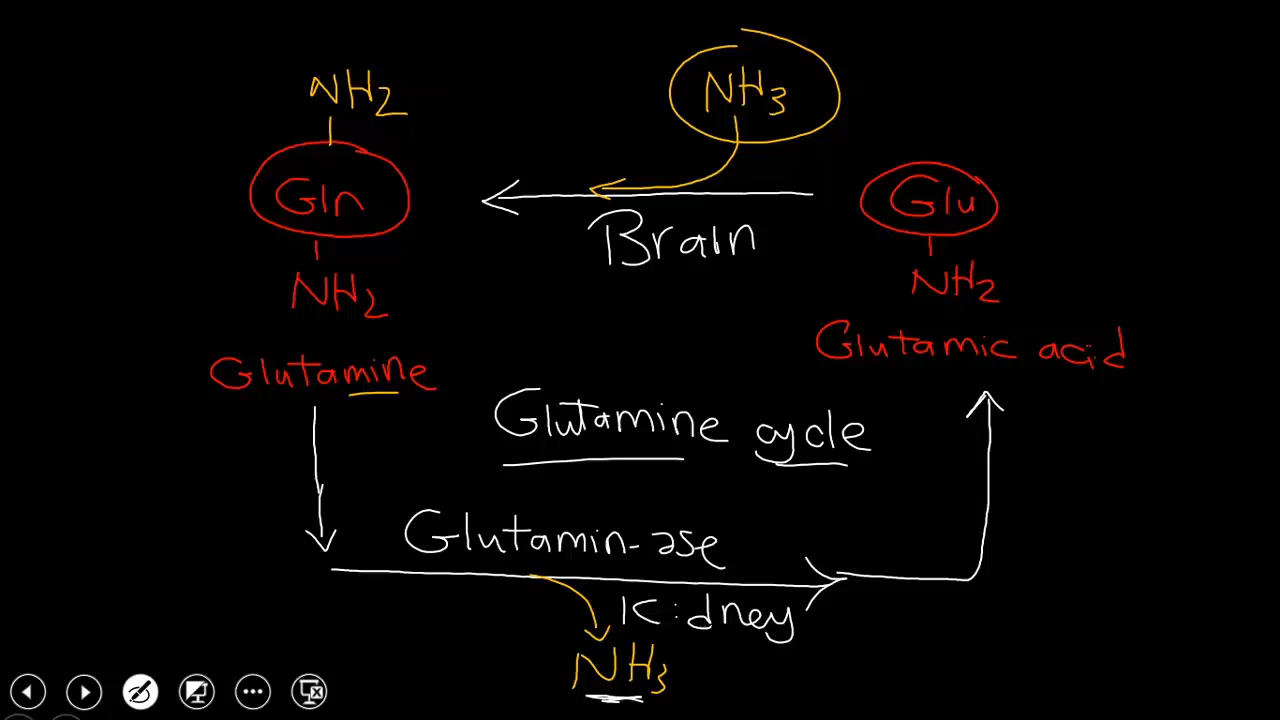 NH2
NH3
Gln
Glu
Brain
NH2
NH2
Glutamic acid
Glutamine
Glutamine cycle
Glutamin-ase
Kidney
NH3